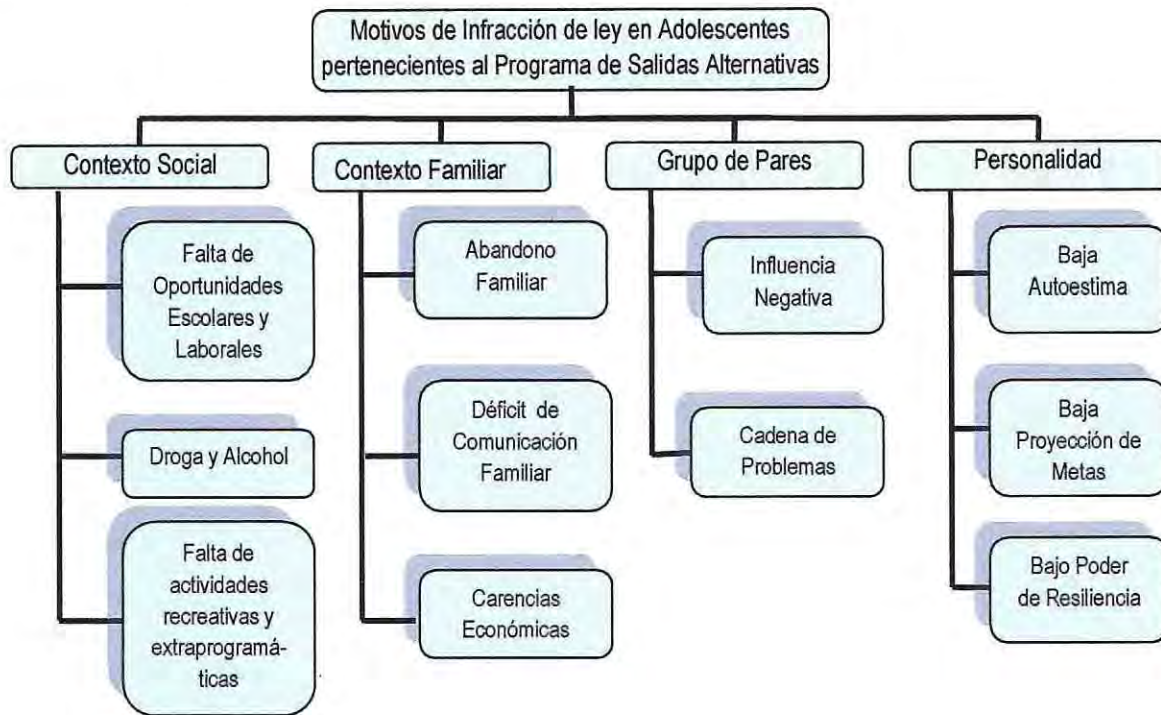 Motivos de Infracción de ley en Adolescentes
pertenecientes al Programa de Salidas Alternativas
Contexto Social
Falta de
Oportunidades
Escolares y
Laborales
Droga y Alcohol
Falta de
actividades
recreativas y
extraprogramá-
ticas
Contexto Familiar
Abandono
Familiar
Déficit de
Comunicación
Familiar
Carencias
Económicas
Grupo de Pares
Influencia
Negativa
Cadena de
Problemas
Personalidad
Baja
Autoestima
Baja
Proyección de
Metas
Bajo Poder
de Resiliencia